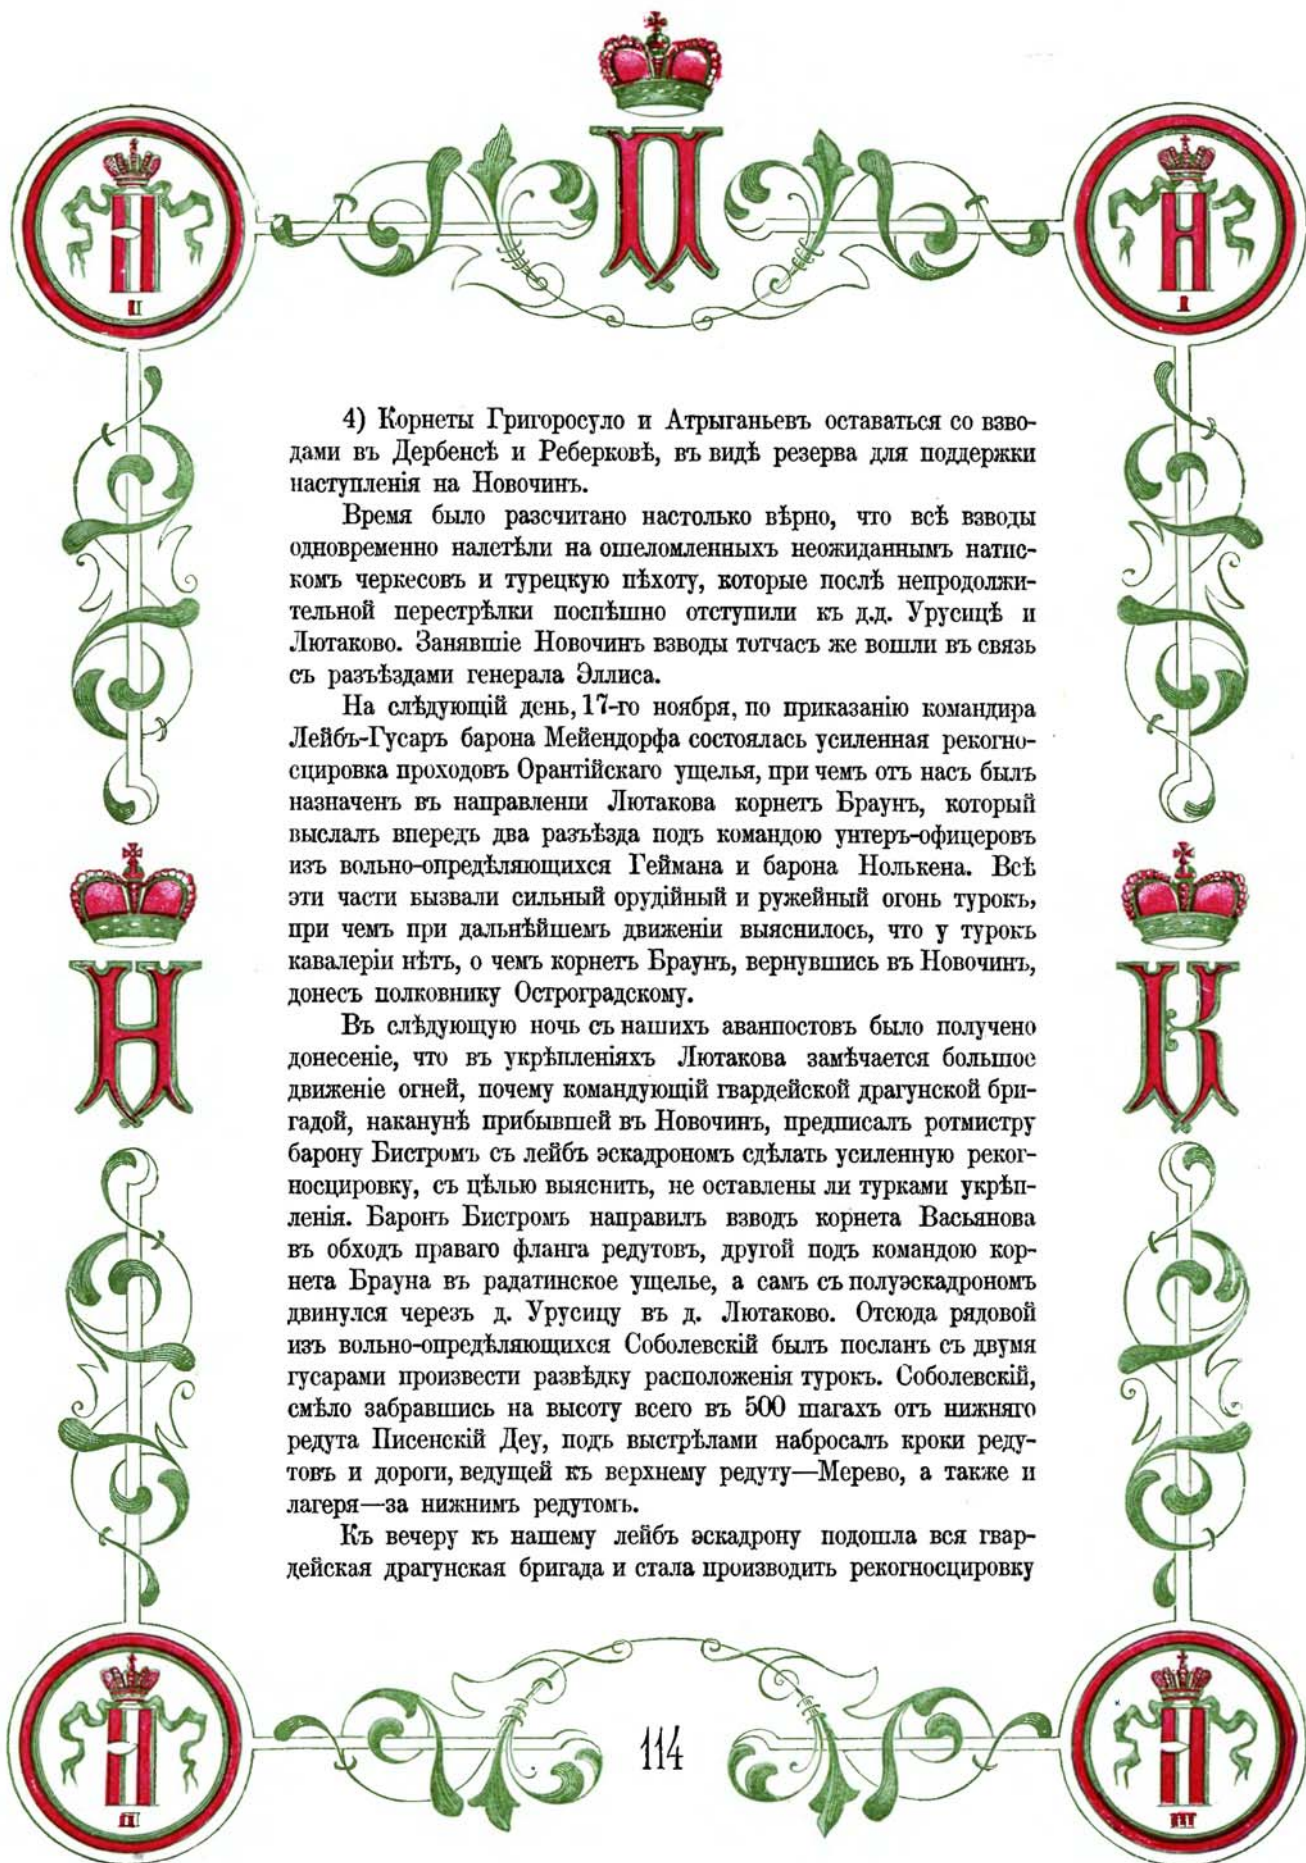 П
II
I
4) Корнеты Григоросуло и Атрыганьевъ оставаться со взво-
дами въ Дербенсѣ и Реберковѣ, въ видѣ резерва для поддержки
наступленія на Новочинъ.
Время было разсчитано настолько вѣрно, что всѣ взводы
одновременно налетѣли на ошеломленныхъ неожиданнымъ натис-
комъ черкесовъ и турецкую пѣхоту, которые послѣ непродолжи-
тельной перестрѣлки поспѣшно отступили къ д.д. Урусицѣ и
Лютаково. Занявшіе Новочинъ взводы тотчасъ же вошли въ связь
съ разъѣздами генерала Эллиса.
На слѣдующій день, 17-го ноября, по приказанію командира
Лейбъ-Гусаръ барона Мейендорфа состоялась усиленная рекогно-
сцировка проходовъ Орантійскаго ущелья, при чемъ отъ насъ былъ
назначенъ въ направленіи Лютакова корнетъ Браунъ, который
выслалъ впередъ два разъѣзда подъ командою унтеръ-офицеровъ
изъ вольно-опредѣляющихся Геймана и барона Нолькена. Всѣ
эти части вызвали сильный орудійный и ружейный огонь турокъ,
при чемъ при дальнѣйшемъ движеніи выяснилось, что у турокъ
кавалеріи нѣтъ, о чемъ корнетъ Браунъ, вернувшись въ Новочинъ,
донесъ полковнику Остроградскому.
Въ слѣдующую ночь съ нашихъ аванпостовъ было получено
донесеніе, что въ укрѣпленіяхъ Лютакова замѣчается большое
движеніе огней, почему командующій гвардейской драгунской бри-
гадой, наканунѣ прибывшей въ Новочинъ, предписалъ ротмистру
барону Бистромъ съ лейбъ эскадрономъ сдѣлать усиленную реког-
носцировку, съ цѣлью выяснить, не оставлены ли турками укрѣп-
ленія. Баронъ Бистромъ направилъ взводъ корнета Васьянова
въ обходъ праваго фланга редутовъ, другой подъ командою кор-
нета Брауна въ радатинское ущелье, а самъ съ полуэскадрономъ
двинулся черезъ д. Урусицу въ д. Лютаково. Отсюда рядовой
изъ вольно-опредѣляющихся Соболевскій былъ посланъ съ двумя
гусарами произвести развѣдку расположенія турокъ. Соболевскій,
смѣло забравшись на высоту всего въ 500 шагахъ отъ нижняго
редута Писенскій Деу, подъ выстрѣлами набросалъ кроки реду-
товъ и дороги, ведущей къ верхнему редуту—Мерево, а также и
лагеря—за нижнимъ редутомъ.
Къ вечеру къ нашему лейбъ эскадрону подошла вся гвар-
дейская драгунская бригада и стала производить рекогносцировку
Н
К
114
III